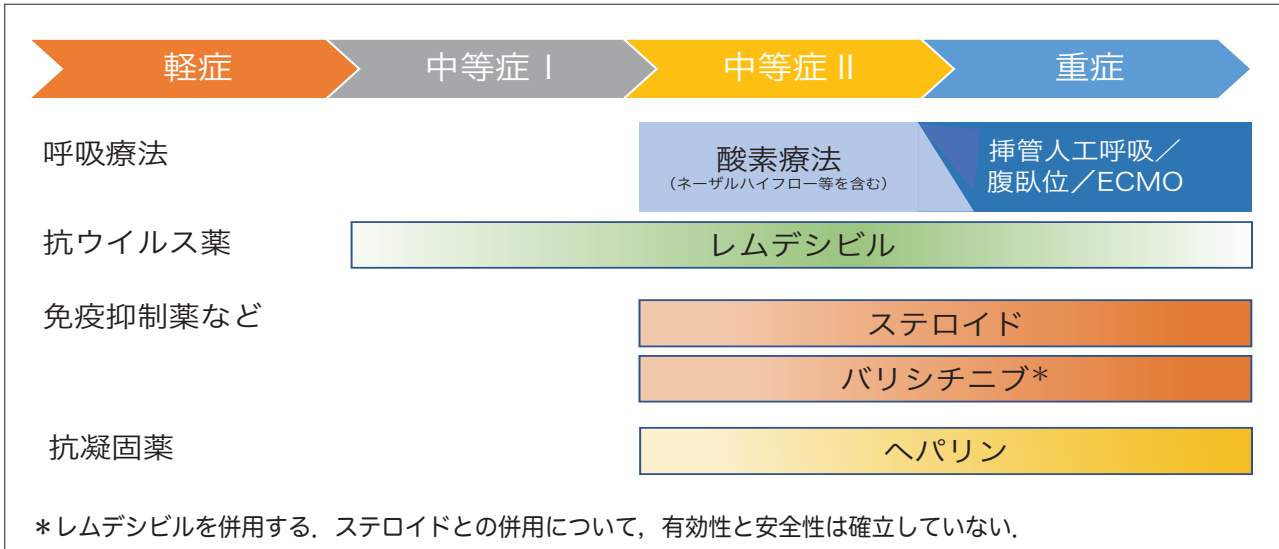 軽症
中等症Ⅰ
中等症Ⅱ
重症
呼吸療法
酸素療法
(ネーザルハイフロー等を含む)
挿管人工呼吸／
腹臥位／ECMO
抗ウイルス薬
レムデシビル
免疫抑制薬など
ステロイド
バリシチニブ*
抗凝固薬
ヘパリン
*レムデシビルを併用する．ステロイドとの併用について，有効性と安全性は確立していない．